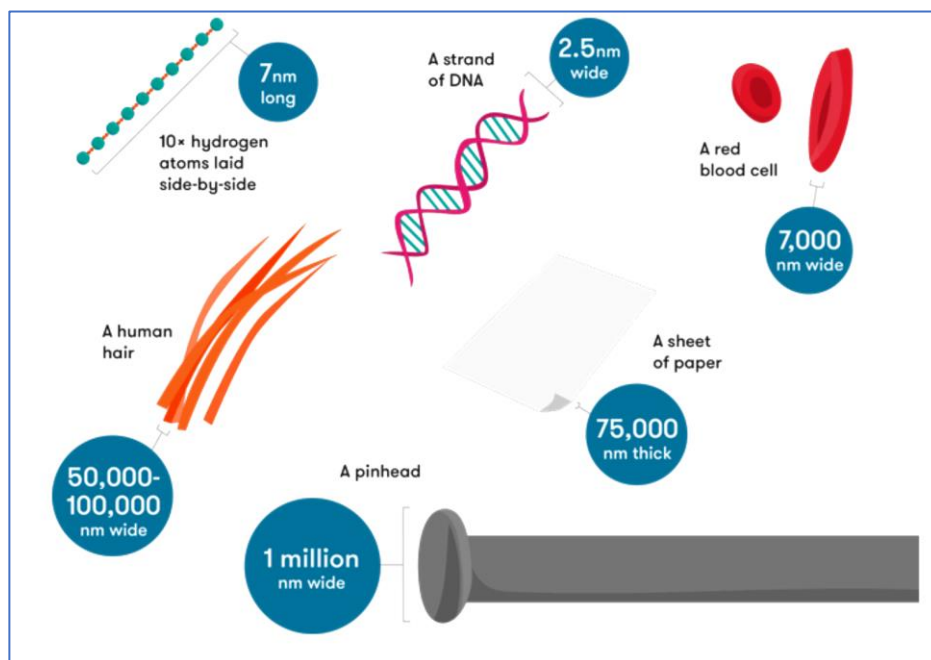 7nm
long
10× hydrogen
atoms laid
side-by-side
A strand
of DNA
2.5nm
wide
A red
blood cell
7,000
nm wide
A human
hair
50,000-
100,000
nm wide
A sheet
of paper
75,000
nm thick
A pinhead
1 million
nm wide